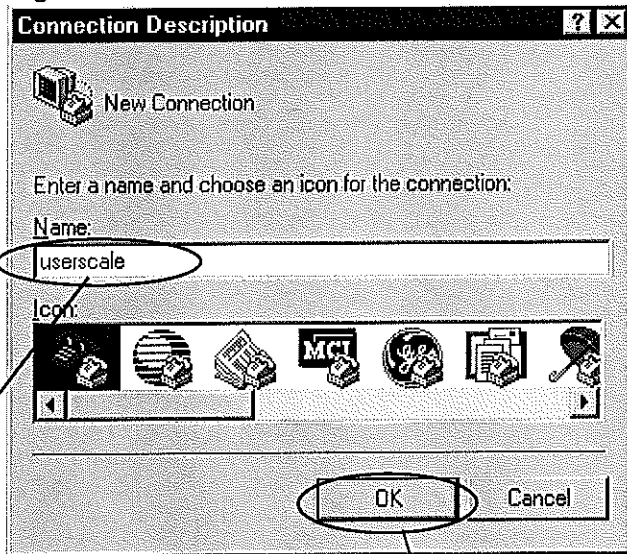 Connection Description
New Connection
Enter a name and choose an icon for the connection:
Name:
userscale
Icon:
MCI
OK Cancel